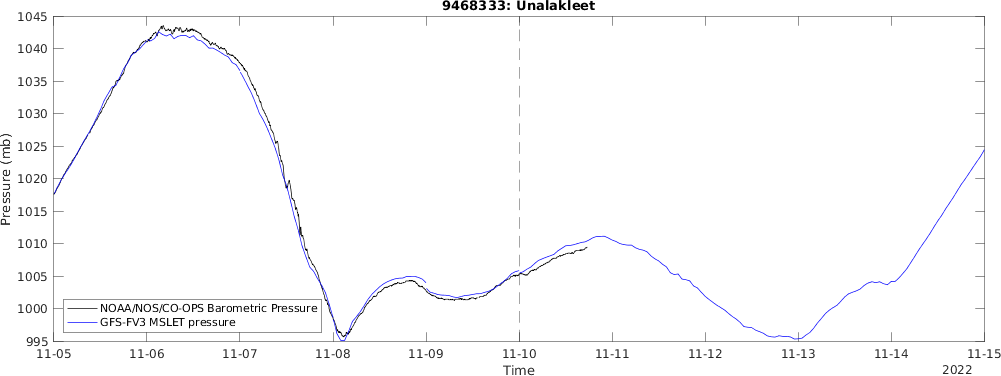 9468333: Unalakleet
Pressure (mb)
1045
1040
1035
1030
1025
1020
1015
1010
1005
1000
995
NOAA/NOS/CO-OPS Barometric Pressure
GFS-FV3 MSLET pressure
11-05 11-06 11-07 11-08 11-09 11-10 11-11 11-12 11-13 11-14 11-15
Time
2022